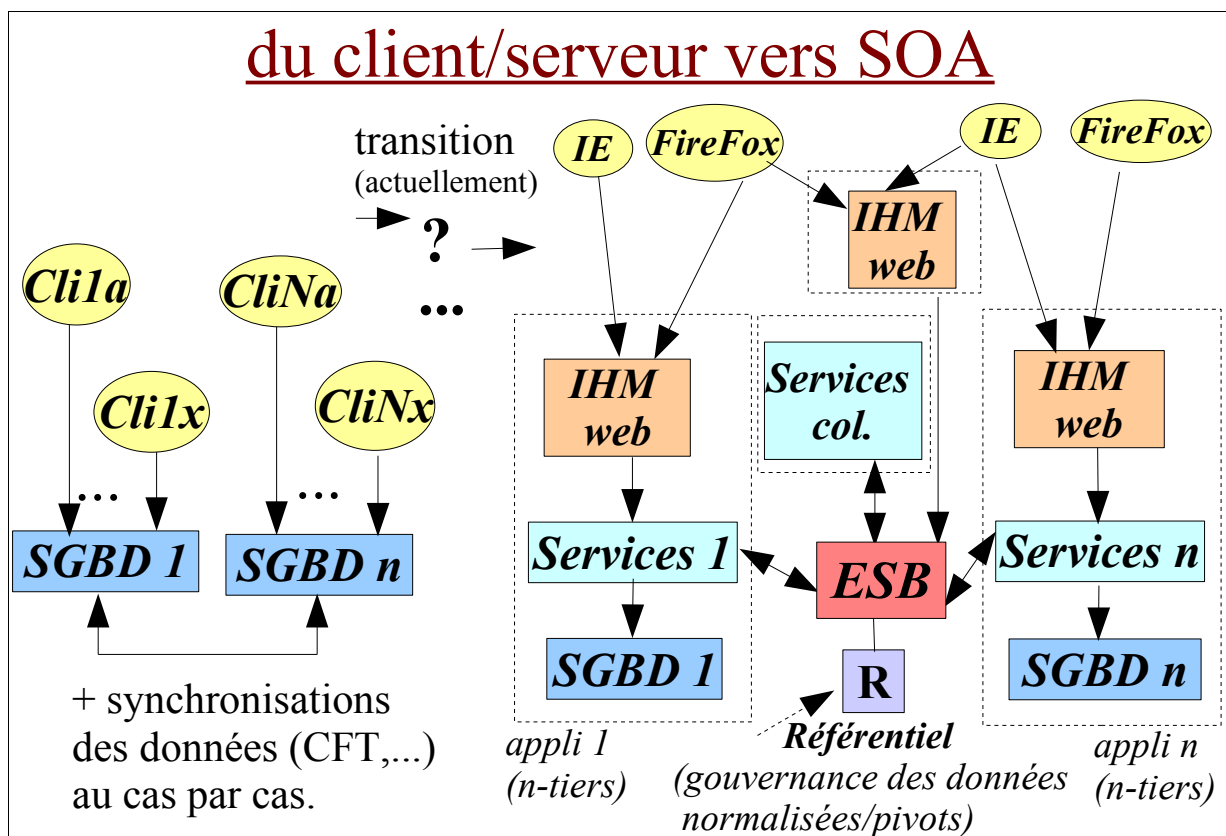 du client/serveur vers SOA
transition
(actuellement)
?
...
Cli1a
CliNa
Cli1x
CliNx
...
...
SGBD 1
SGBD n
+ synchronisations
des données (CFT,...)
au cas par cas.
IE
FireFox
IE
FireFox
IHM
web
IHM
web
Services
col.
IHM
web
Services 1
ESB
Services n
SGBD 1
R
SGBD n
appli 1
(n-tiers)
Référentiel
(gouvernance des données
normalisées/pivots)
appli n
(n-tiers)